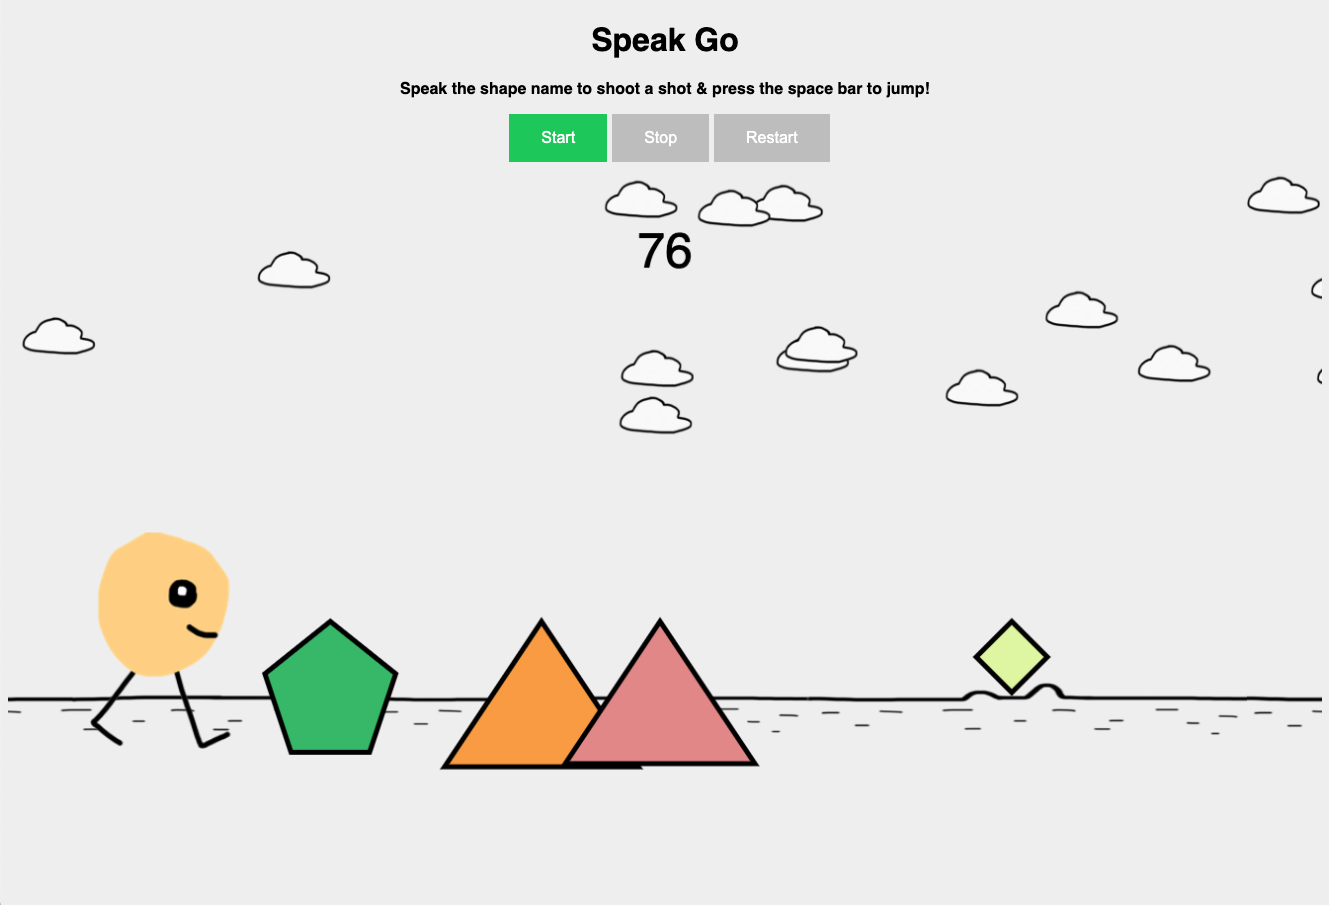 Speak Go
Speak the shape name to shoot a shot & press the space bar to jump!
Start Stop Restart
76